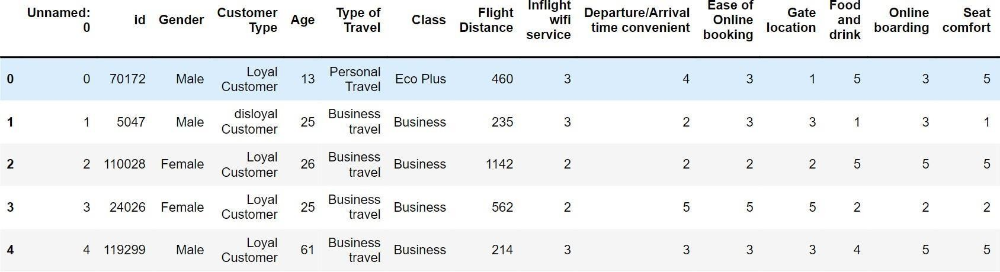 Unnamed: 0 id Gender Customer Type Age Type of Travel Class Flight Distance Inflight wifi service Departure/Arrival time convenient Ease of Online booking Gate location Food and drink Online boarding Seat comfort
0 0 70172 Male Loyal Customer 13 Personal Travel Eco Plus 460 3 4 3 1 5 3 5
1 1 5047 Male disloyal Customer 25 Business travel Business 235 3 2 3 3 1 3 1
2 2 110028 Female Loyal Customer 26 Business travel Business 1142 2 2 2 2 5 5 5
3 3 24026 Female Loyal Customer 25 Business travel Business 562 2 5 5 5 2 2 2
4 4 119299 Male Loyal Customer 61 Business travel Business 214 3 3 3 3 4 5 5